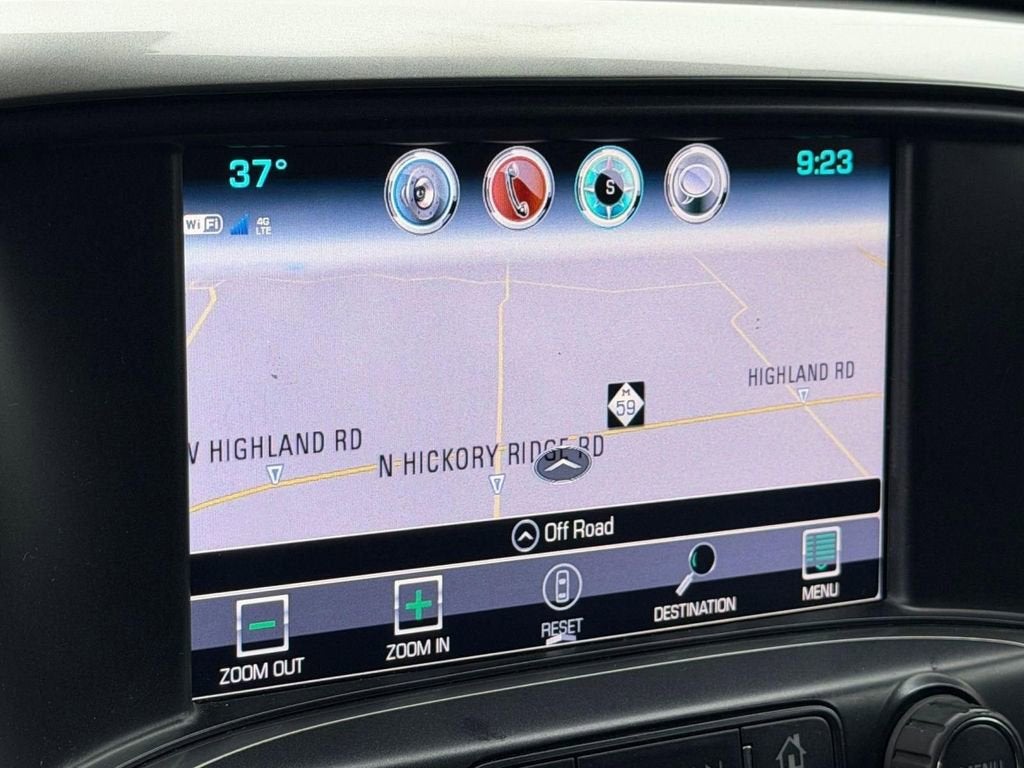 37°
S
9:23
WiFi
4G
LTE
HIGHLAND RD
M
59
W HIGHLAND RD
N HICKORY RIDGE RD
Off Road
ZOOM OUT
ZOOM IN
RESET
DESTINATION
MENU
MENU